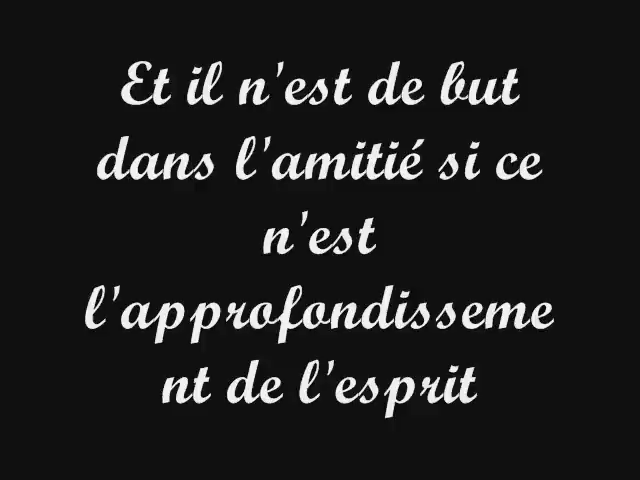 Et il n'est de but
dans l'amitié si ce
n'est
l'approfondisseme
nt de l'esprit